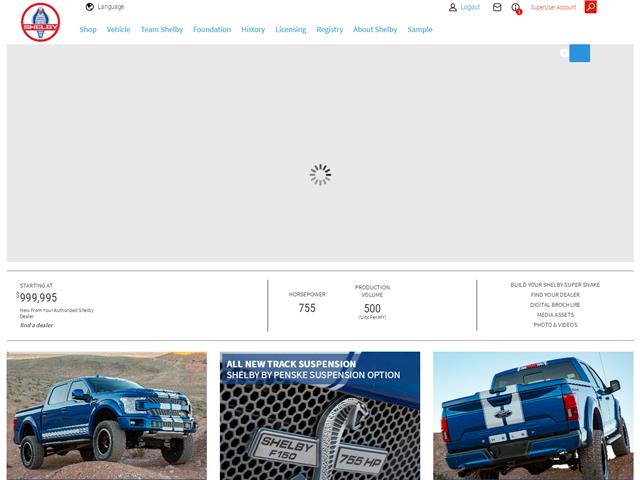 SHELBY
Language
Logout
SuperUser Account
Shop Vehicle Team Shelby Foundation History Licensing Registry About Shelby Sample
STARTING AT
$999,995
New From Your Authorized Shelby
Dealer
find a dealer
HORSEPOWER
755
PRODUCTION
VOLUME
500
(Uits Per MY)
BUILD YOUR SHELBY SUPER SNAKE
FIND YOUR DEALER
DIGITAL BROCHURE
MEDIA ASSETS
PHOTO & VIDEOS
ALL NEW TRACK SUSPENSION
SHELBY BY PENSKE SUSPENSION OPTION
SHELBY
F150
755 HP